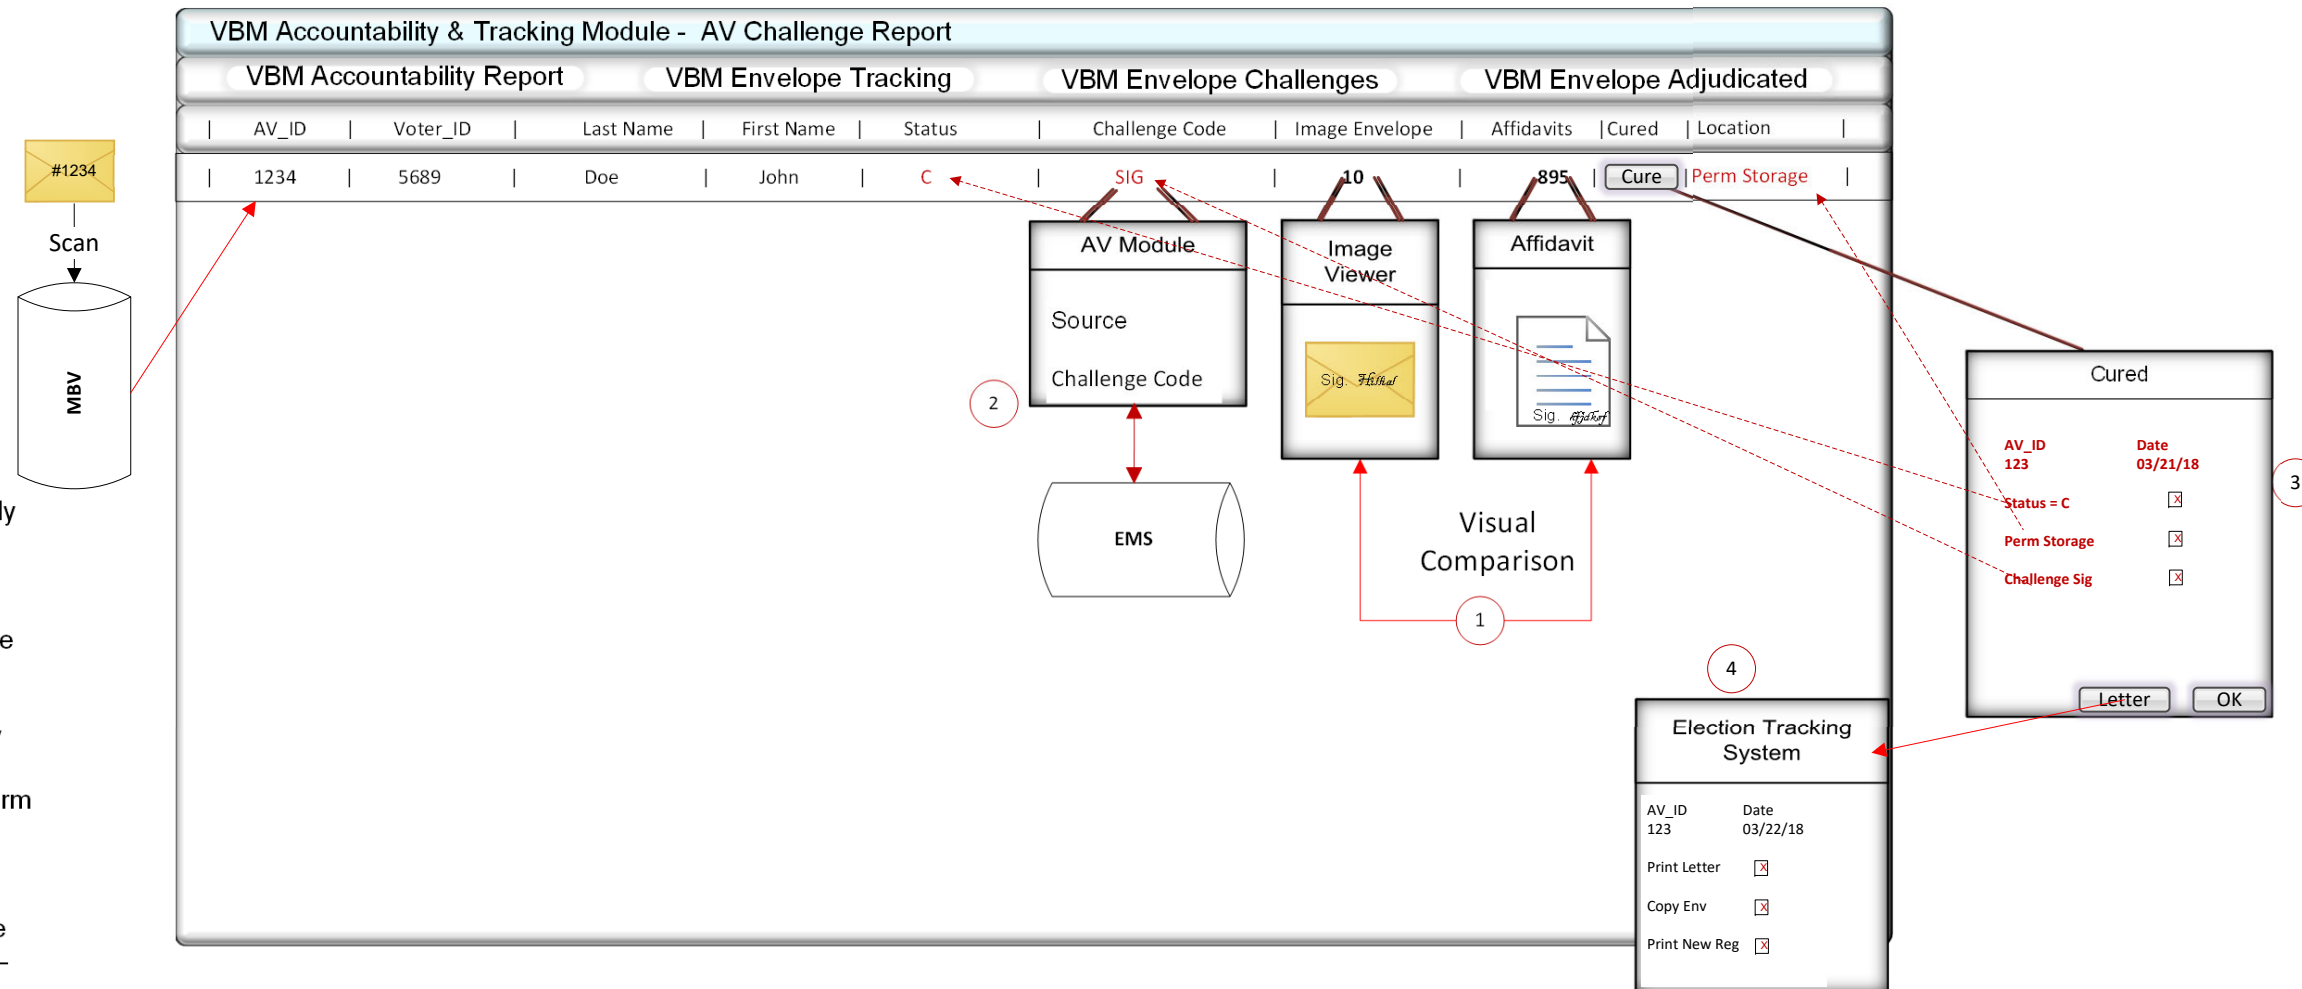 VBM Accountability & Tracking Module - AV Challenge Report
VBM Accountability Report VBM Envelope Tracking VBM Envelope Challenges VBM Envelope Adjudicated
| AV_ID | Voter_ID | Last Name | First Name | Status | Challenge Code | Image Envelope | Affidavits | Cured | Location |
#1234
| 1234 | 5689 | Doe | John | C | SIG | 10 | 895 | Cure | Perm Storage |
Scan
MBV
AV Module
Source
Challenge Code
Image
Viewer
Sig.
Affidavit
Sig.
2
EMS
Visual
Comparison
1
Cured
AV_ID Date
123 03/21/18
Status = C X
Perm Storage X
Challenge Sig X
Letter OK
3
4
Election Tracking
System
AV_ID Date
123 03/22/18
Print Letter X
Copy Env X
Print New Reg X
ly
e
rm
e